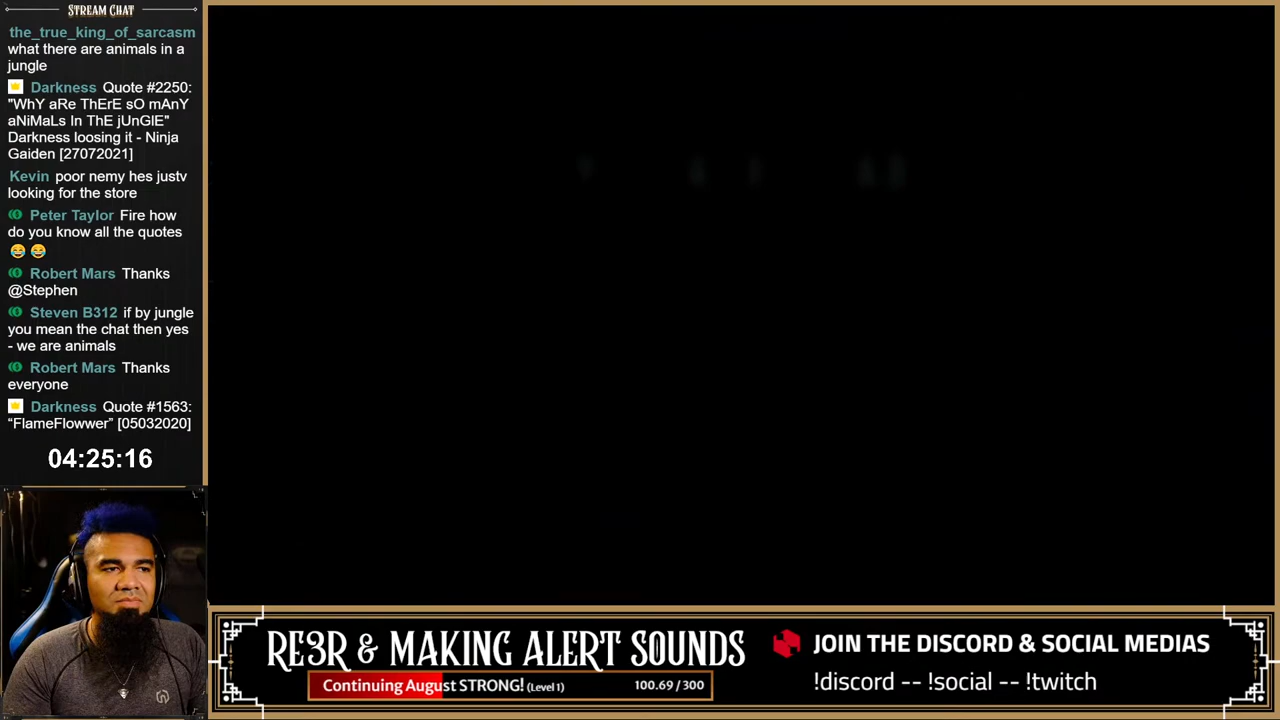 STREAM CHAT
the_true_king_of_sarcasm
what there are animals in a
jungle
Darkness Quote #2250:
"WhY aRe ThErE sO mAnY
aNiMaLs In ThE jUnGlE"
Darkness loosing it - Ninja
Gaiden [27072021]
Kevin poor nemy hes justv
looking for the store
Peter Taylor Fire how
do you know all the quotes
😂 😂
Robert Mars Thanks
@Stephen
Steven B312 if by jungle
you mean the chat then yes
- we are animals
Robert Mars Thanks
everyone
Darkness Quote #1563:
“FlameFlowwer” [05032020]
04:25:16
RE3R & MAKING ALERT SOUNDS
Continuing August STRONG! (Level 1) 100.69 / 300
JOIN THE DISCORD & SOCIAL MEDIAS
!discord -- !social -- !twitch